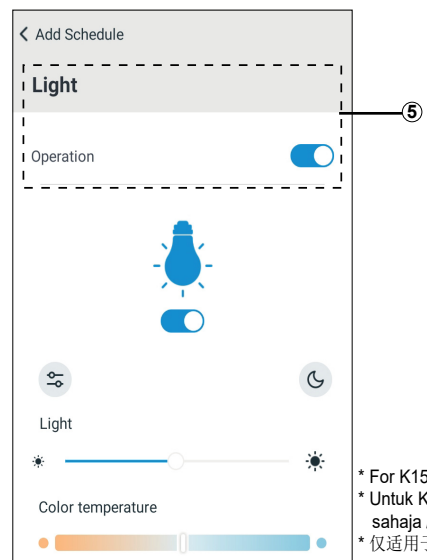 Add Schedule
Light
⑤
Operation
Light
Color temperature
* For K15
* Untuk K
sahaja
* 仅适用于